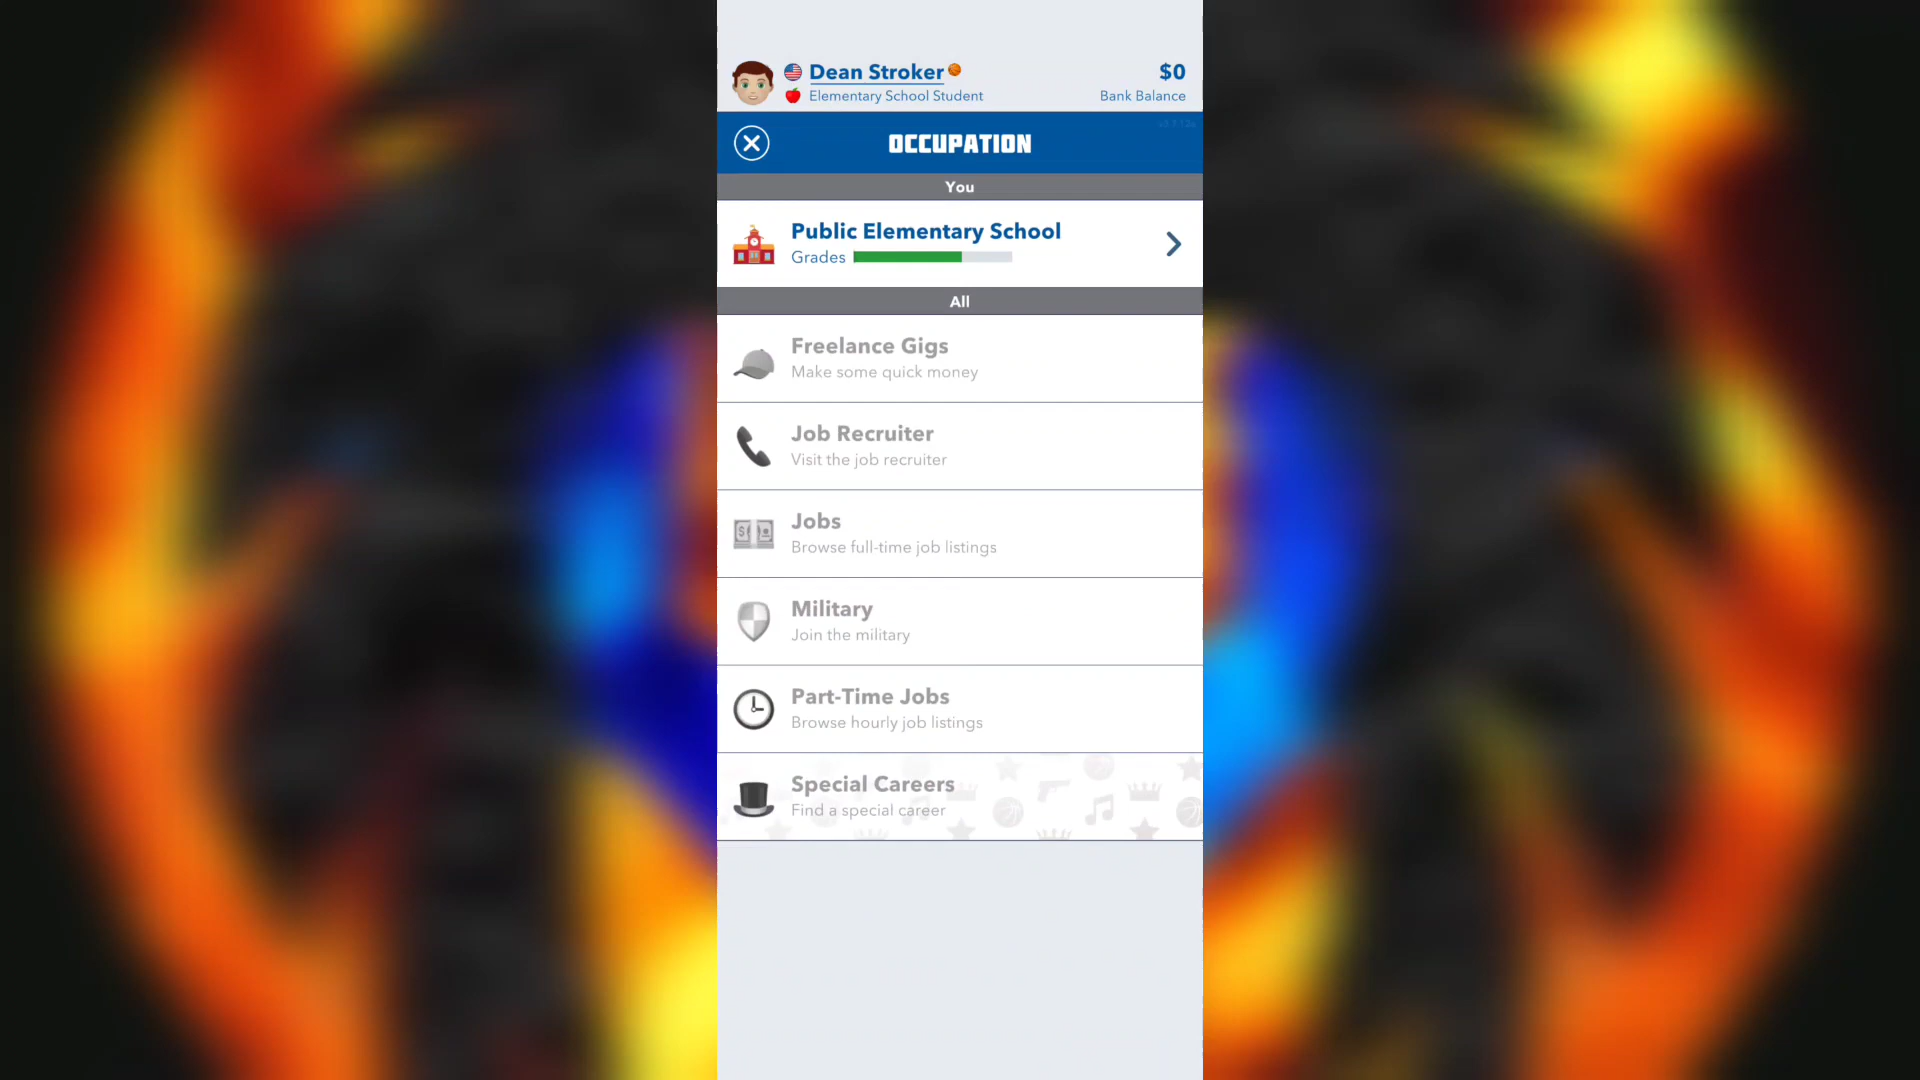 Dean Stroker
$0
Elementary School Student
Bank Balance
OCCUPATION
You
Public Elementary School
Grades
All
Freelance Gigs
Make some quick money
Job Recruiter
Visit the job recruiter
Jobs
Browse full-time job listings
Military
Join the military
Part-Time Jobs
Browse hourly job listings
Special Careers
Find a special career